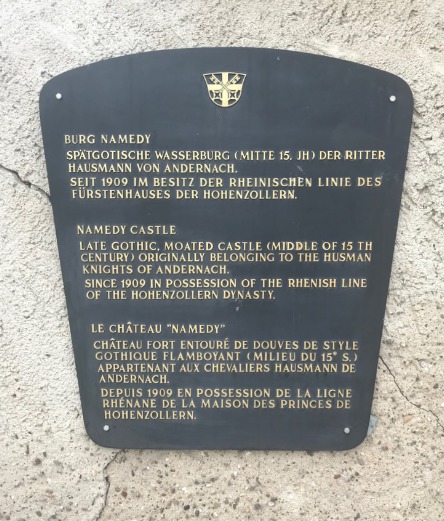 BURG NAMEDY
SPÄTGOTISCHE WASSERBURG (MITTE 15. JH) DER RITTER
HAUSMANN VON ANDERNACH.
SEIT 1909 IM BESITZ DER RHEINISCHEN LINIE DES
FÜRSTENHAUSES DER HOHENZOLLERN.
NAMEDY CASTLE
LATE GOTHIC, MOATED CASTLE (MIDDLE OF 15 TH
CENTURY) ORIGINALLY BELONGING TO THE HUSMAN
KNIGHTS OF ANDERNACH.
SINCE 1909 IN POSSESSION OF THE RHENISH LINE
OF THE HOHENZOLLERN DYNASTY.
LE CHÂTEAU "NAMEDY"
CHÂTEAU FORT ENTOURÉ DE DOUVES DE STYLE
GOTHIQUE FLAMBOYANT (MILIEU DU 15e S.)
APPARTENANT AUX CHEVALIERS HAUSMANN DE
ANDERNACH.
DEPUIS 1909 EN POSSESSION DE LA LIGNE
RHÉNANE DE LA MAISON DES PRINCES DE
HOHENZOLLERN.